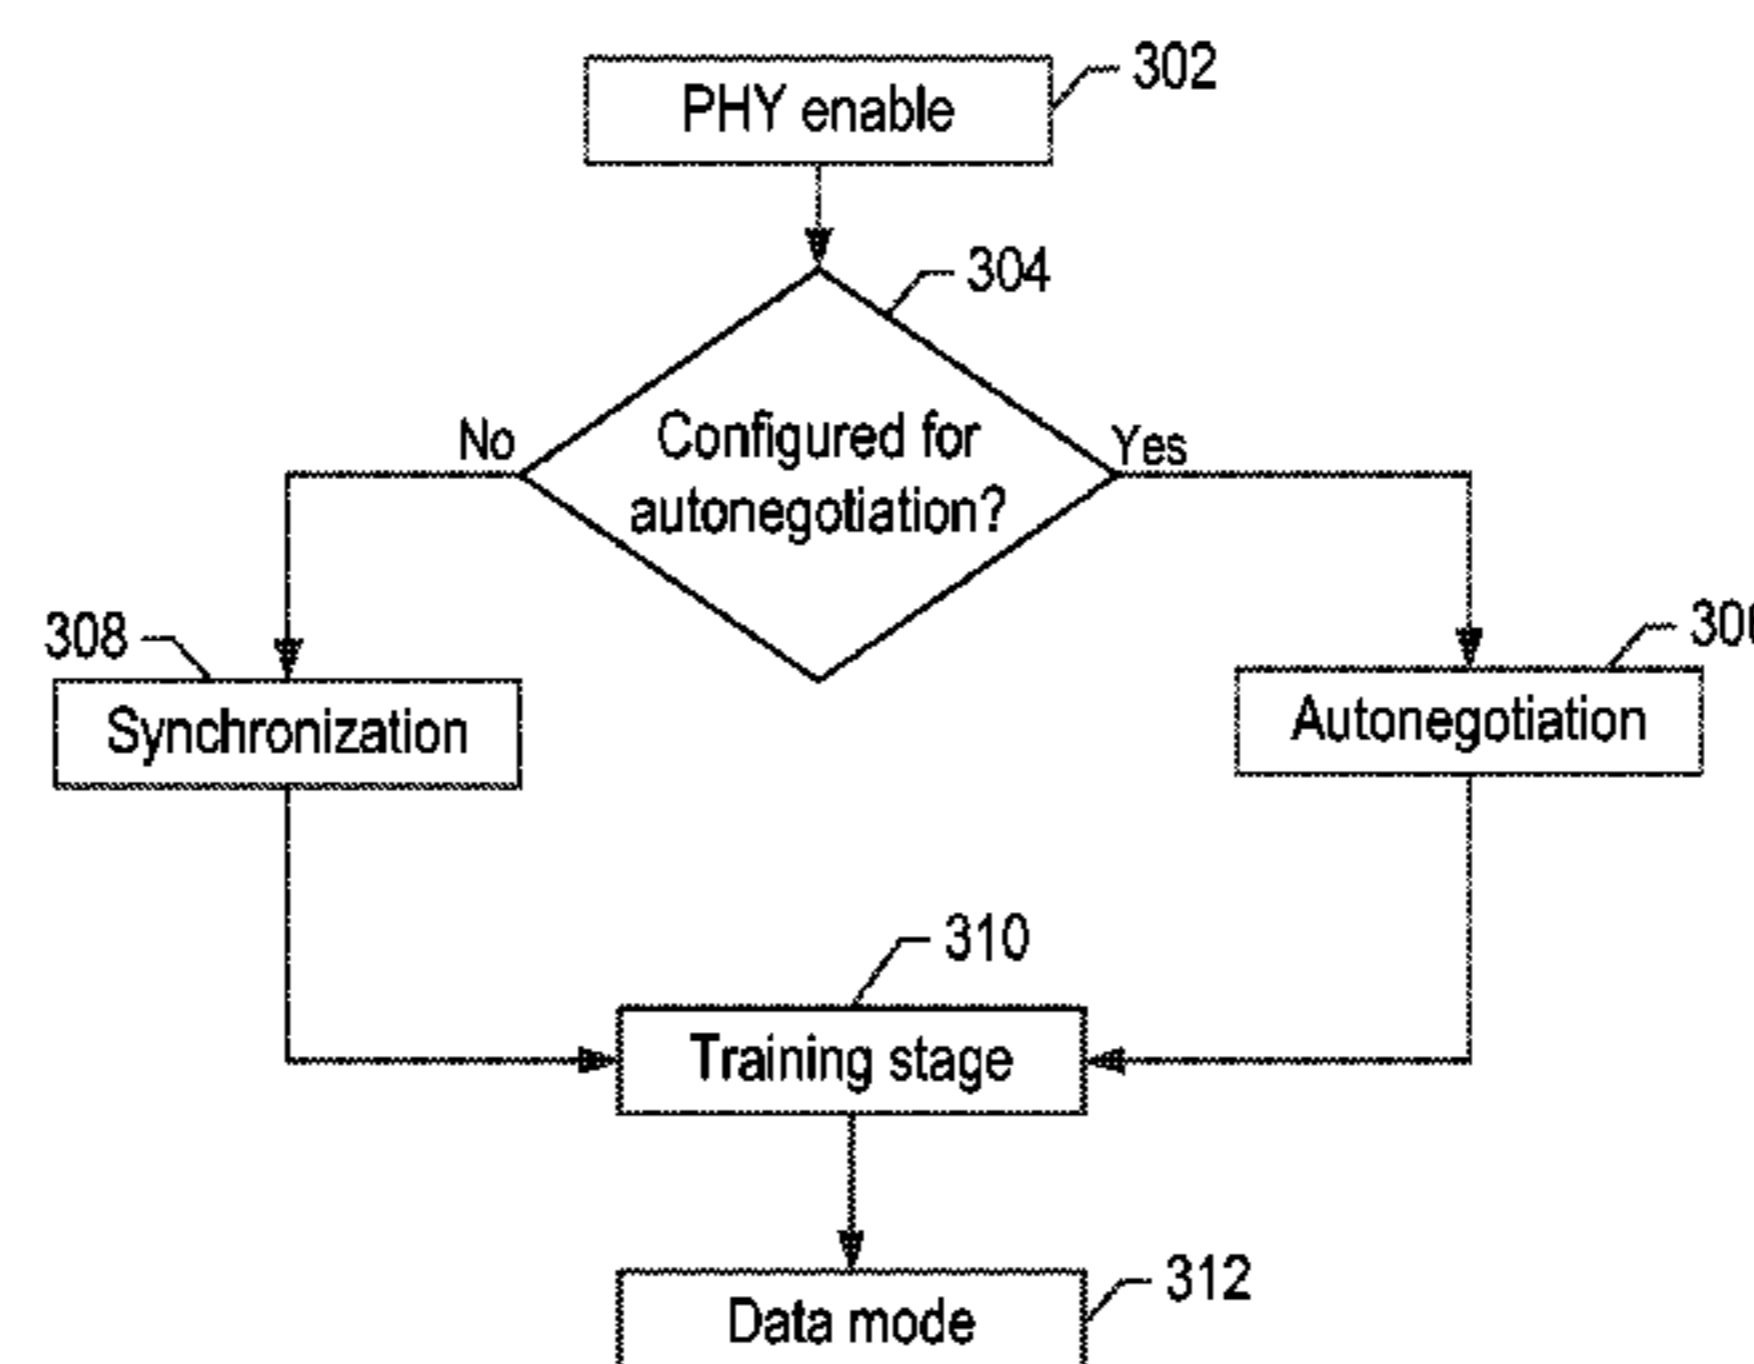 PHY enable
302
304
Configured for
autonegotiation?
No
Yes
308
Synchronization
Autonegotiation
310
Training stage
Data mode
312